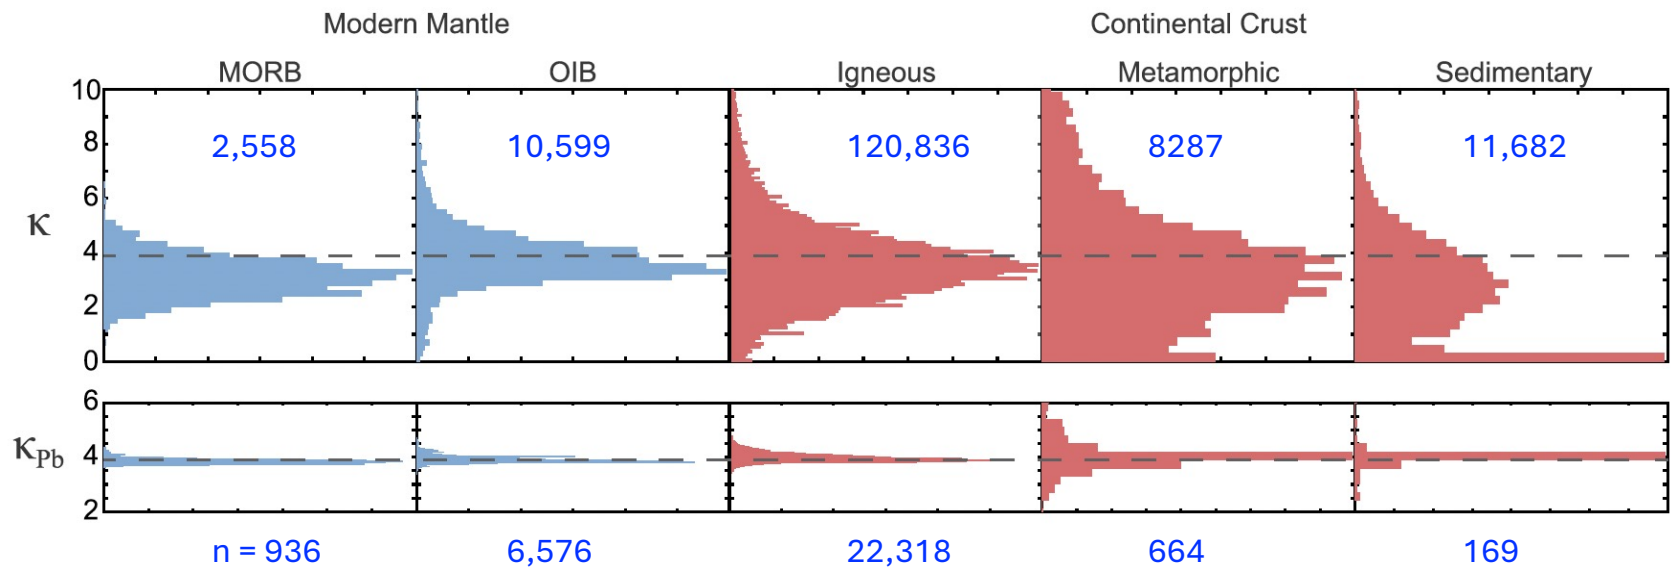 Modern Mantle Continental Crust
MORB OIB Igneous Metamorphic Sedimentary
10
8
6
4
2
0
κ
2,558 10,599 120,836 8287 11,682
6
4
2
κPb
n = 936 6,576 22,318 664 169